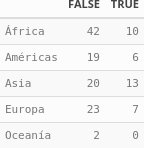 FALSE TRUE
África 42 10
Américas 19 6
Asia 20 13
Europa 23 7
Oceanía 2 0